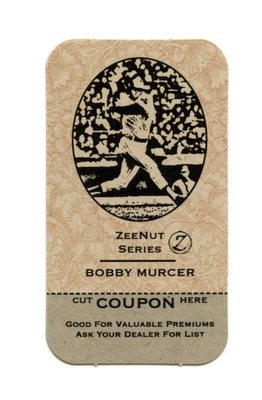 ZeeNut
Series Z
BOBBY MURCER
CUT COUPON HERE
Good For Valuable Premiums
Ask Your Dealer For List